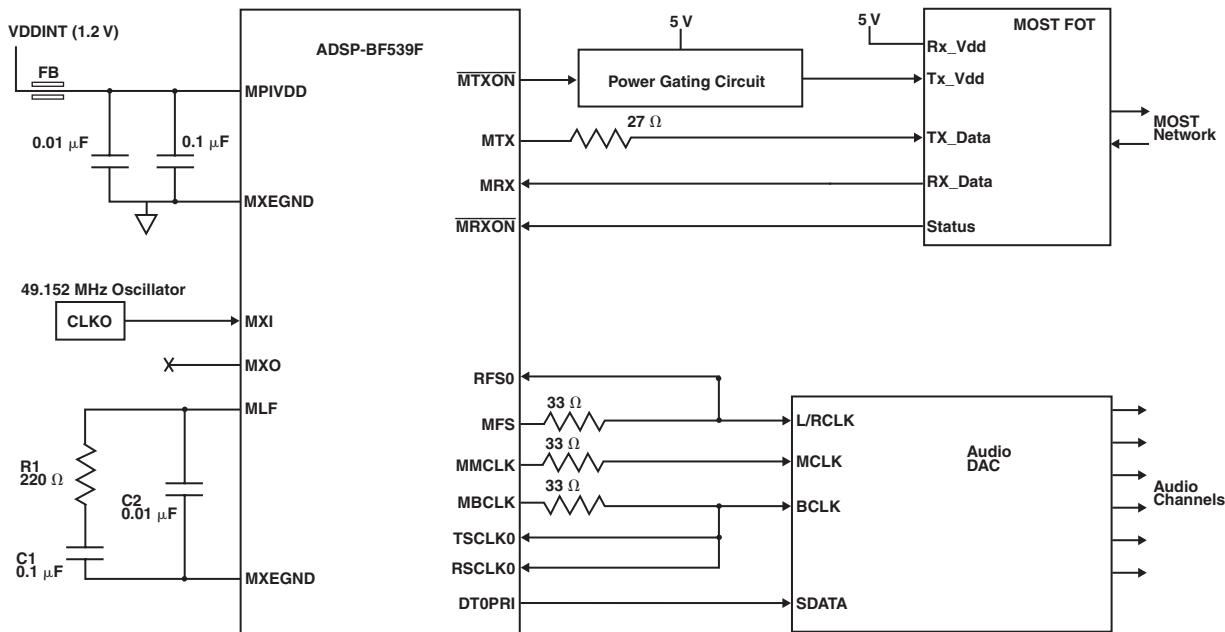 VDDINT (1.2 V)
FB
0.01 μF
0.1 μF
MPIVDD
MXEGND
49.152 MHz Oscillator
CLKO
MXI
MXO
MLF
R1
220 Ω
C2
0.01 μF
C1
0.1 μF
MXEGND
ADSP-BF539F
MTXON
MTX
MRX
MRXON
RFS0
MFS
MMCLK
MBCLK
TSCLK0
RSCLK0
DT0PRI
5 V
Power Gating Circuit
27 Ω
33 Ω
33 Ω
33 Ω
5 V
MOST FOT
Rx_Vdd
Tx_Vdd
TX_Data
RX_Data
Status
MOST
Network
L/RCLK
MCLK
BCLK
SDATA
Audio
DAC
Audio
Channels